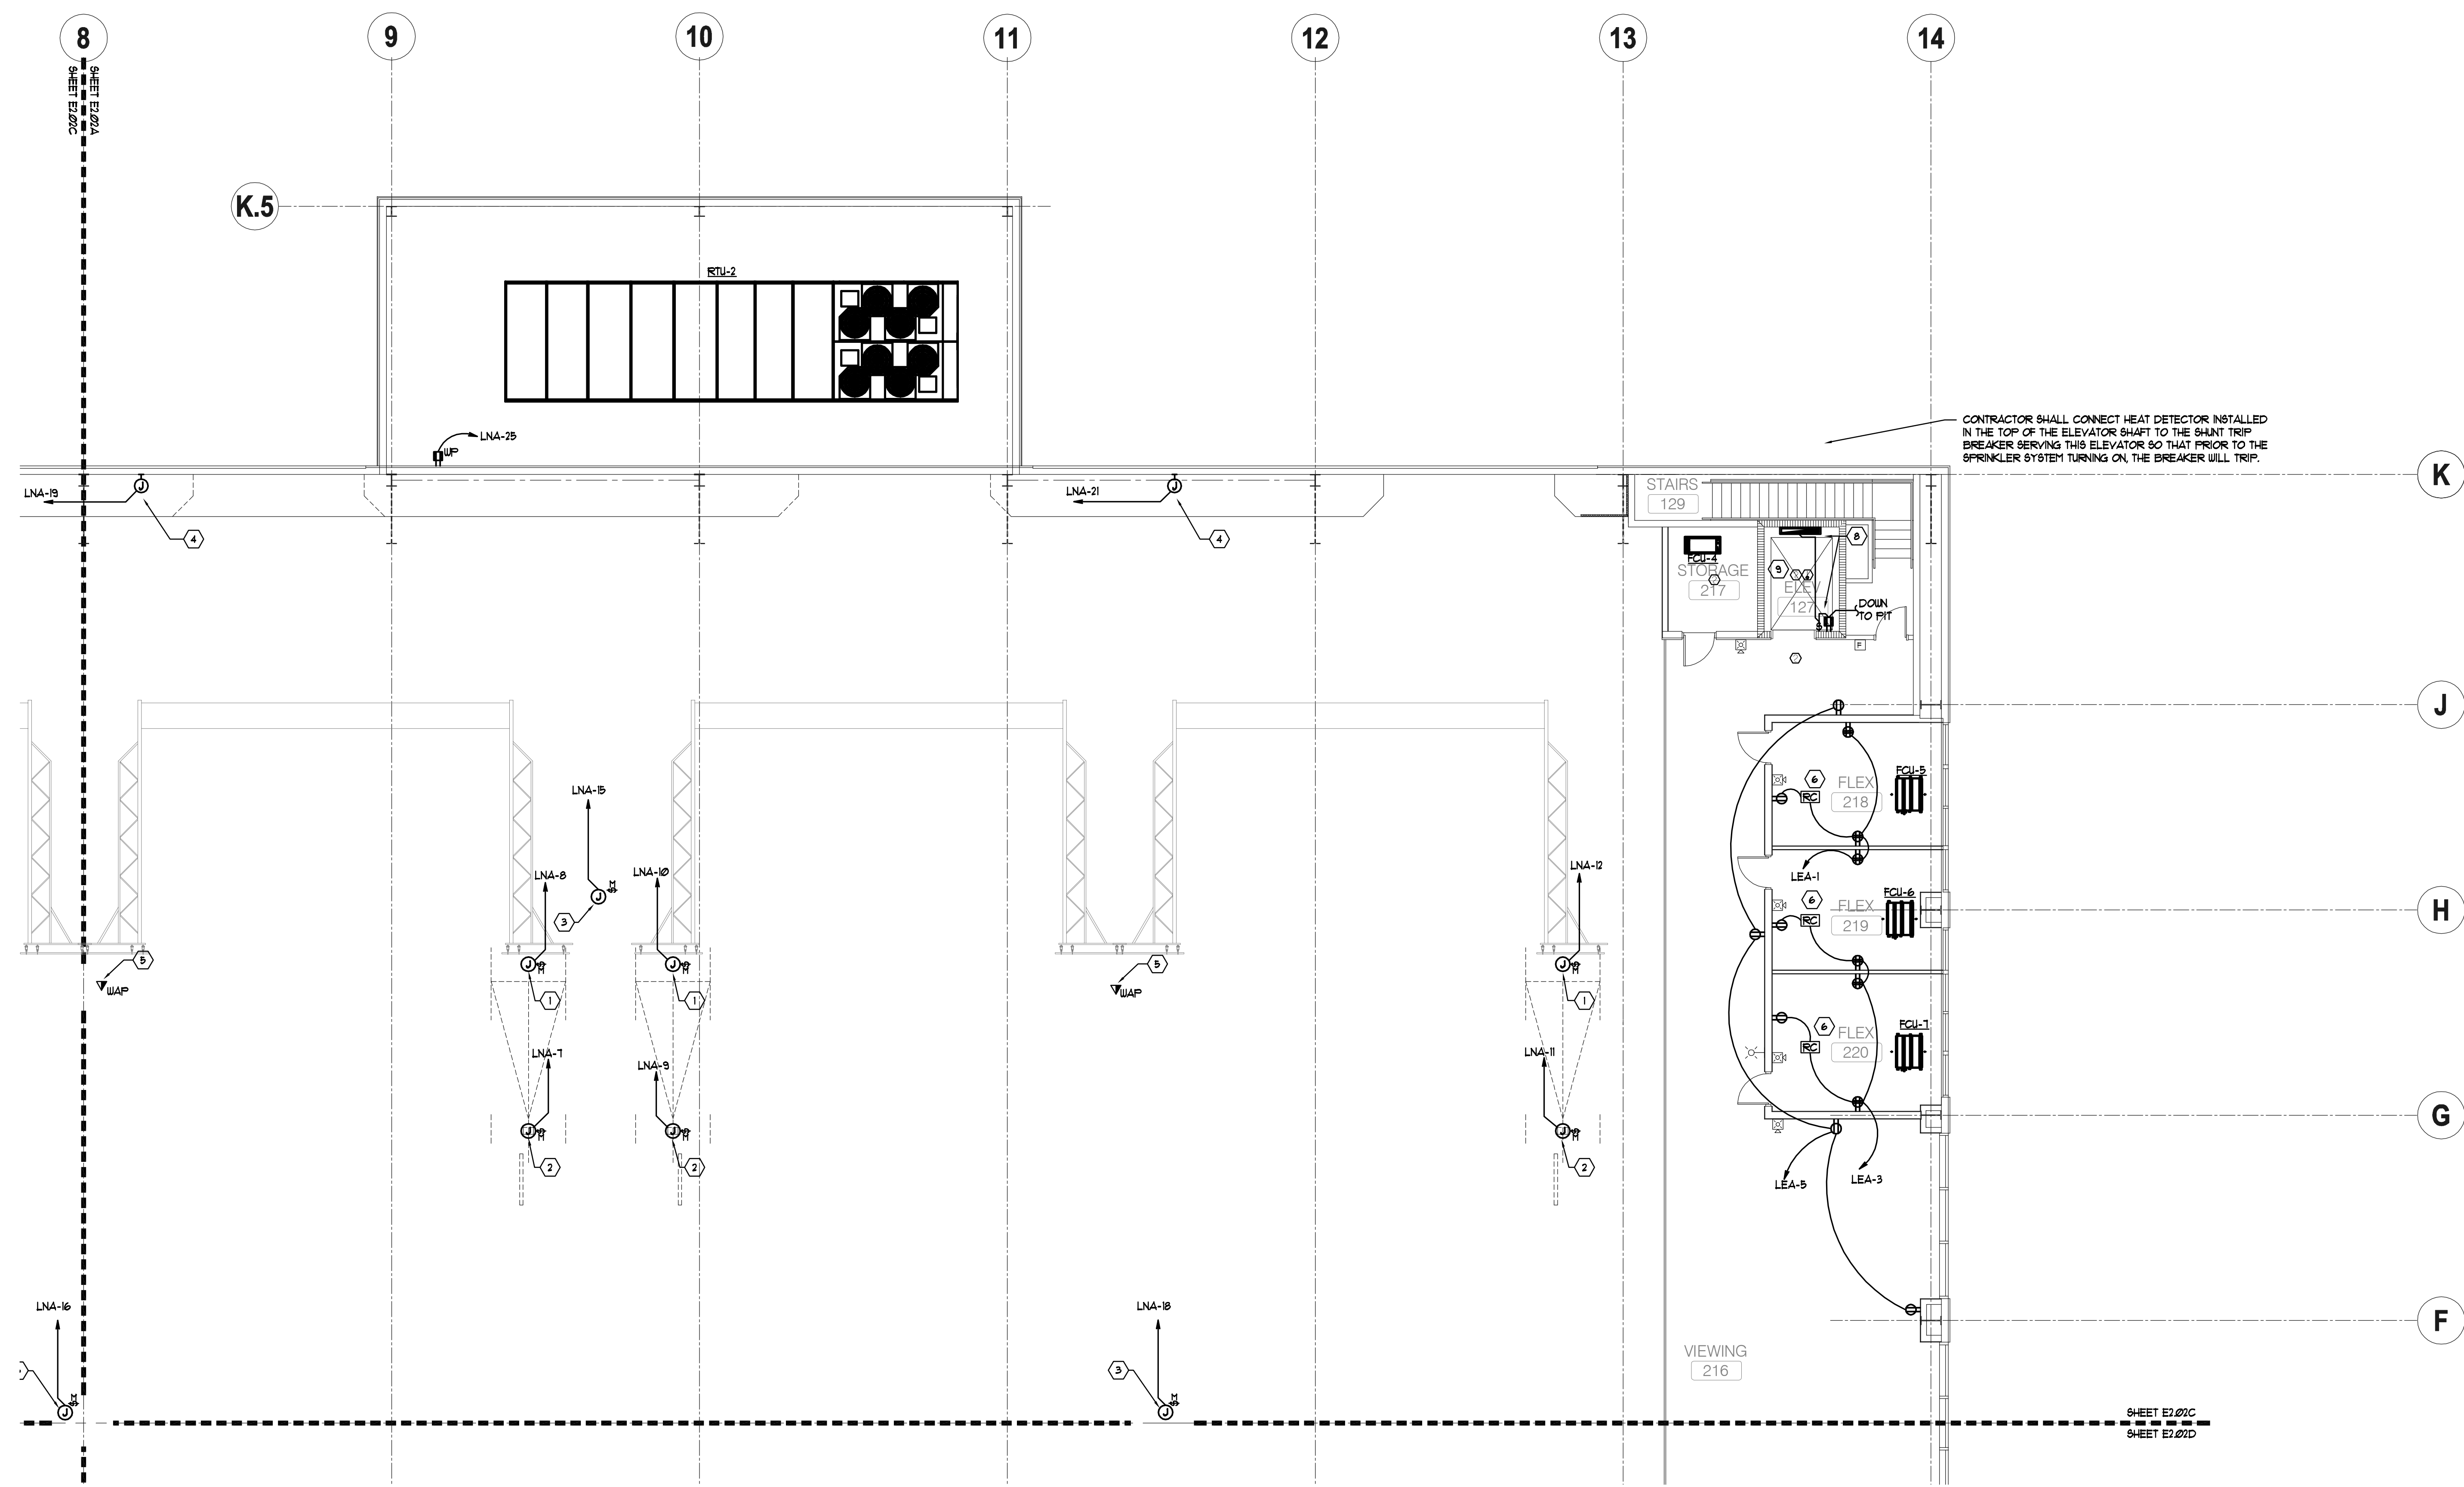 8
9
10
11
12
13
14
SHEET E2.02A
SHEET E2.02C
K.5
RTU-2
LNA-25
WP
CONTRACTOR SHALL CONNECT HEAT DETECTOR INSTALLED
IN THE TOP OF THE ELEVATOR SHAFT TO THE SHUNT TRIP
BREAKER SERVING THIS ELEVATOR SO THAT PRIOR TO THE
SPRINKLER SYSTEM TURNING ON, THE BREAKER WILL TRIP.
K
LNA-19
J
4
LNA-21
J
4
STAIRS
129
8
FCU-4
STORAGE
217
9
ELEV
127
DOWN
TO PIT
S
F
J
FCU-5
6
FLEX
218
RC
LEA-1
FCU-6
6
FLEX
219
RC
H
FCU-7
6
FLEX
220
RC
G
LEA-5
LEA-3
LNA-15
J
3
LNA-8
J
1
LNA-10
J
1
LNA-12
J
1
5
WAP
5
WAP
LNA-7
J
2
LNA-9
J
2
LNA-11
J
2
F
LNA-16
J
LNA-18
3
J
VIEWING
216
SHEET E2.02C
SHEET E2.02D